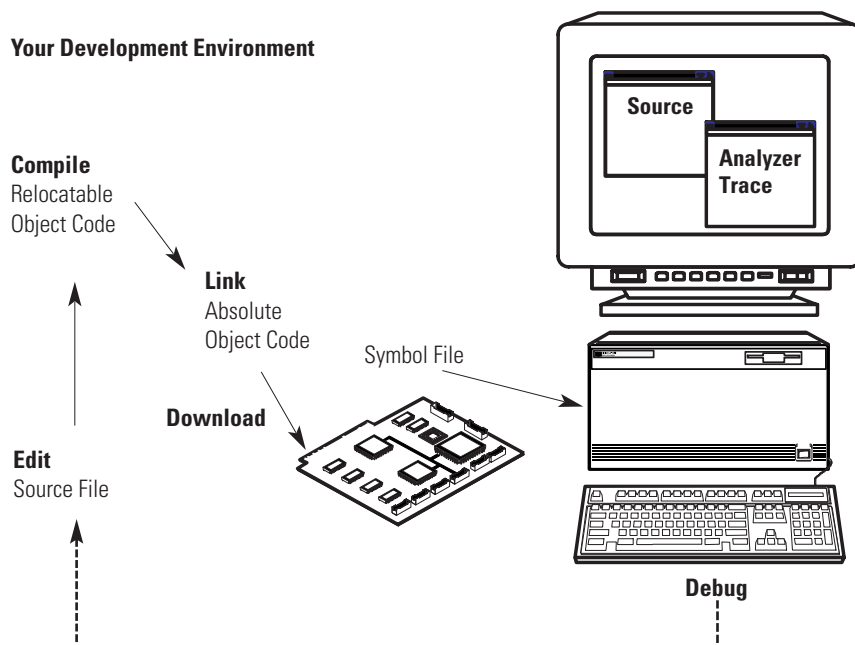 Your Development Environment
Source
Analyzer
Trace
Compile
Relocatable
Object Code
Link
Absolute
Object Code
Symbol File
Download
Edit
Source File
Debug